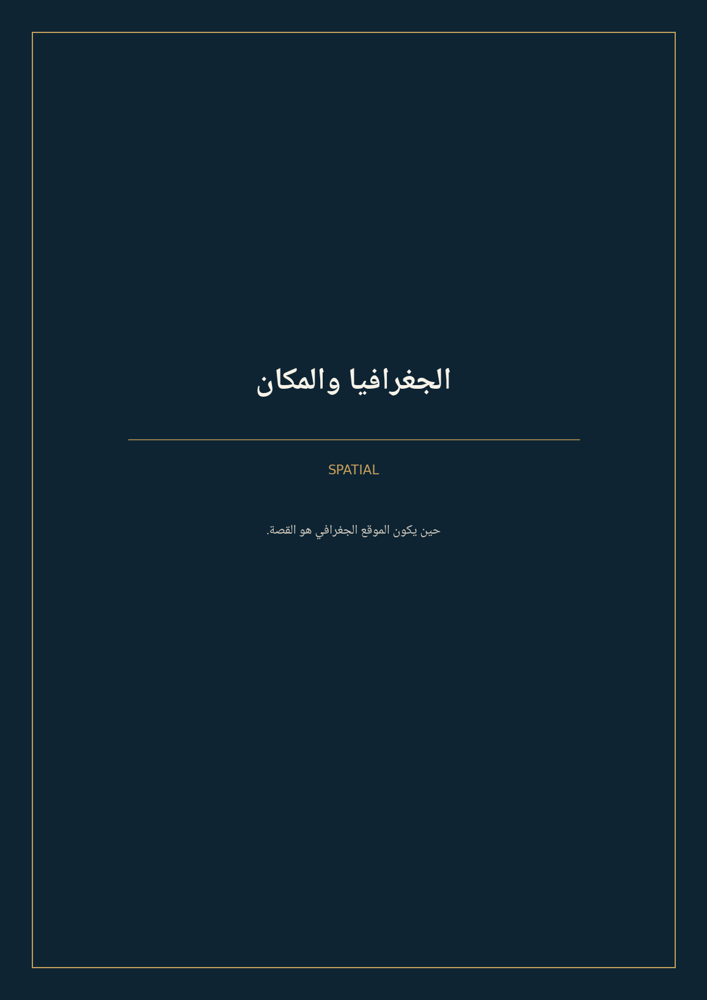 الجغرافيا والمكان
SPATIAL
حين يكون الموقع الجغرافي هو القصة.